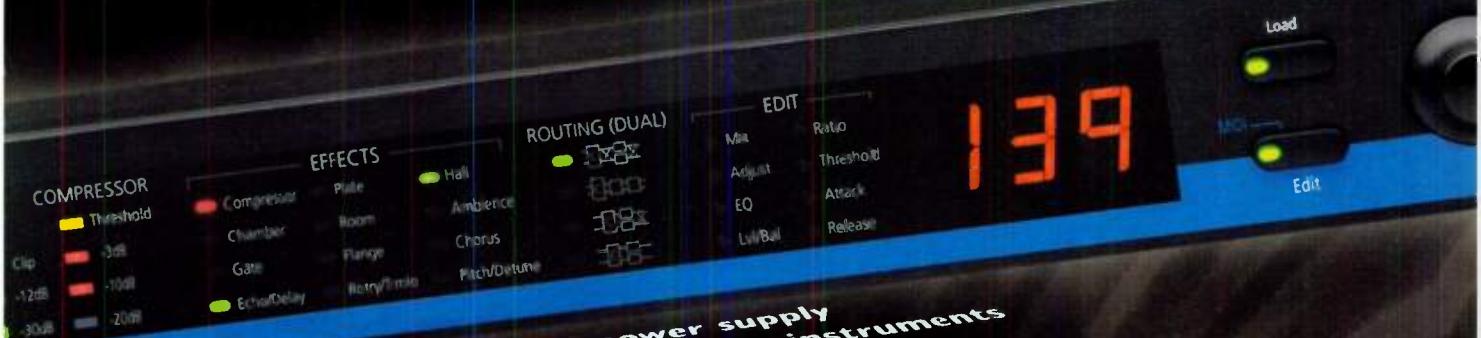 COMPRESSOR
Threshold
Clip -3dB
-12dB -10dB
-30dB -20dB
EFFECTS
Compressor Plate Hall
Chamber Room Ambience
Gate Flange Chorus
Echo/Delay Pitch/Detune
ROUTING (DUAL)
EDIT
Mix Ratio
Adjust Threshold
EQ Attack
Lvl/Bal Release
139
Load
MIDI
Edit
ower supply
instruments